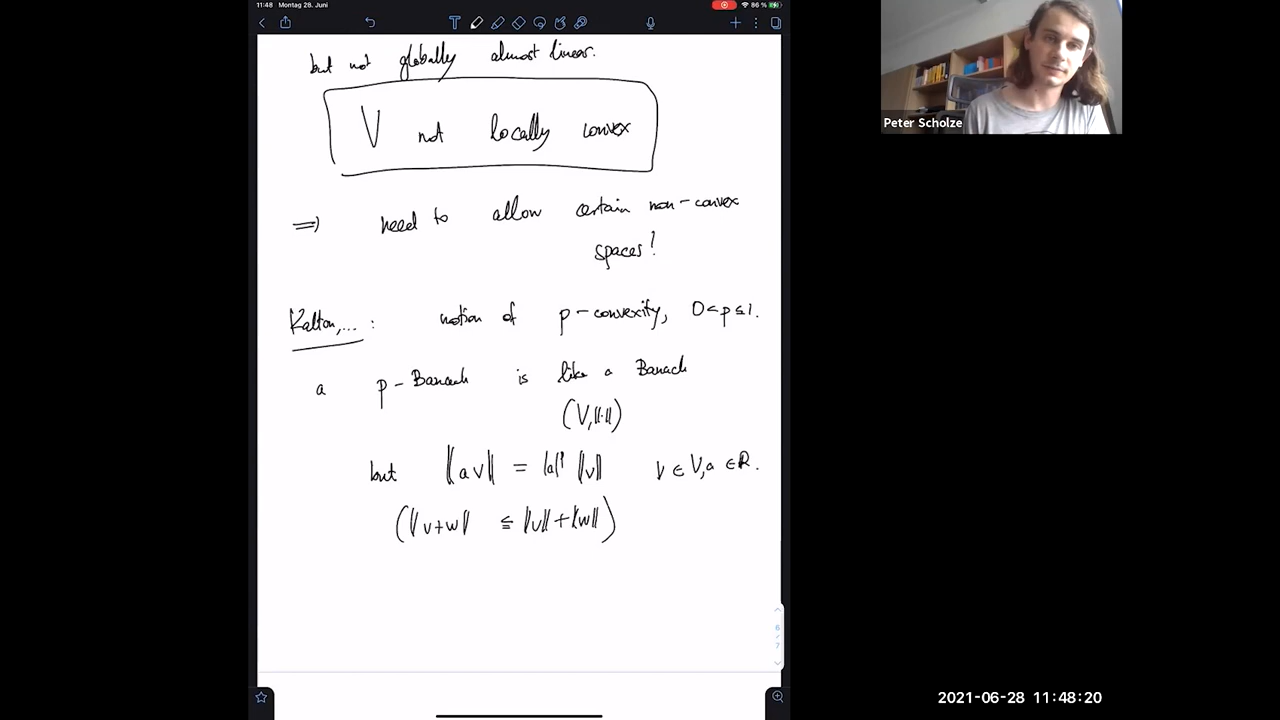 11:48 Montag 28. Juni
86 %
but not globally almost linear.
V not locally convex
⇒ need to allow certain non-convex
spaces!
Kalton,... : notion of p-convexity, 0<p≤1.
a p-Banach is like a Banach
(V,‖·‖)
but ‖av‖ = |a|ᵖ ‖v‖ v ∈ V, a ∈ ℝ.
(‖v+w‖ ≤ ‖v‖+‖w‖)
6
/
7
Peter Scholze
2021-06-28 11:48:20